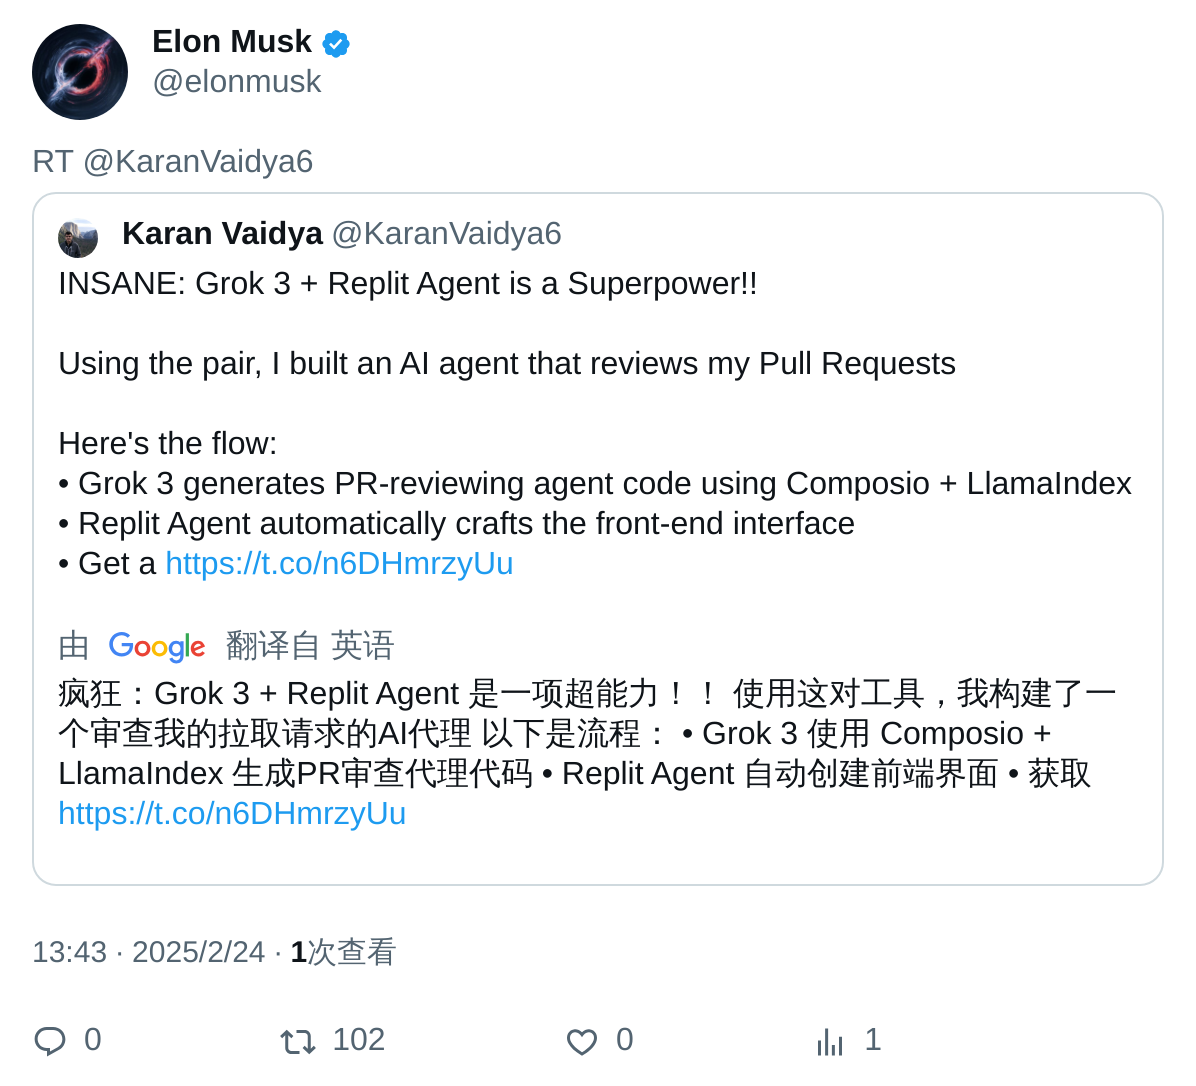 Elon Musk
@elonmusk
RT @KaranVaidya6
Karan Vaidya @KaranVaidya6
INSANE: Grok 3 + Replit Agent is a Superpower!!
Using the pair, I built an AI agent that reviews my Pull Requests
Here's the flow:
• Grok 3 generates PR-reviewing agent code using Composio + LlamaIndex
• Replit Agent automatically crafts the front-end interface
• Get a https://t.co/n6DHmrzyUu
由 Google 翻译自 英语
疯狂：Grok 3 + Replit Agent 是一项超能力！！ 使用这对工具，我构建了一
个审查我的拉取请求的AI代理 以下是流程： • Grok 3 使用 Composio +
LlamaIndex 生成PR审查代理代码 • Replit Agent 自动创建前端界面 • 获取
https://t.co/n6DHmrzyUu
13:43 · 2025/2/24 · 1次查看
0 102 0 1